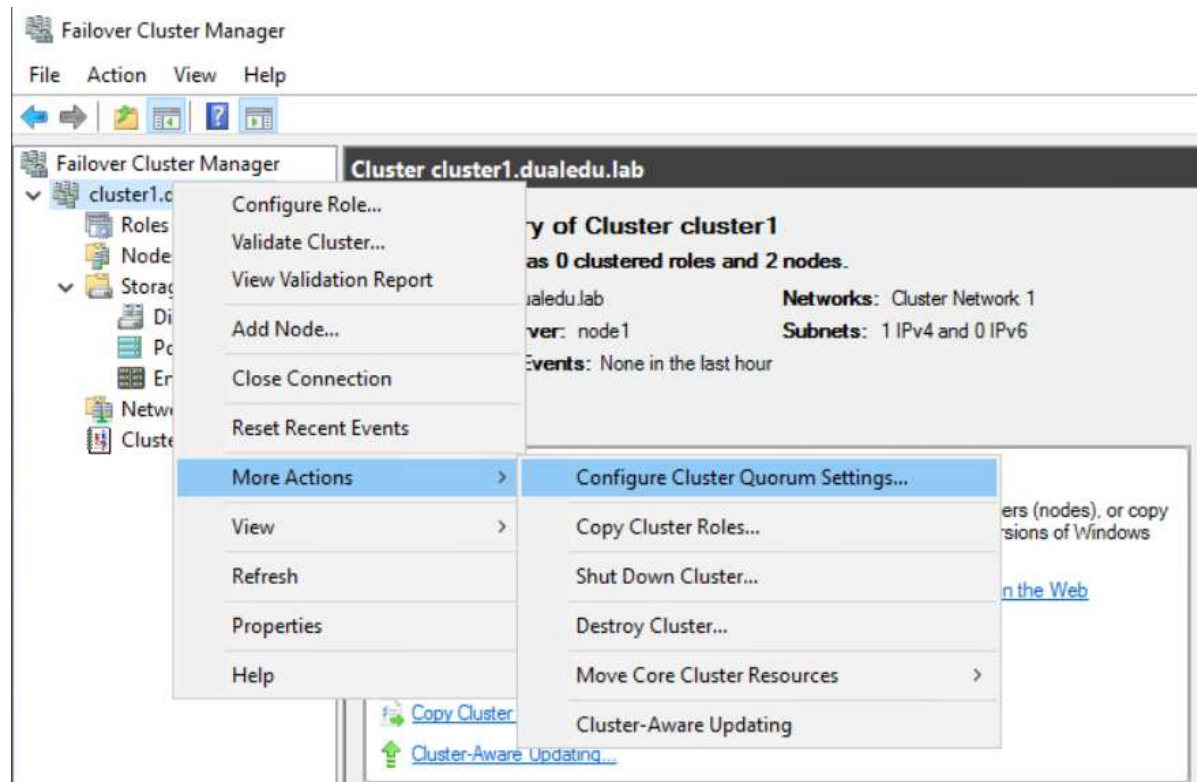 Failover Cluster Manager
File Action View Help
Failover Cluster Manager
cluster1.d
Roles
Node
Storag
Di
Po
En
Netwo
Cluste
Cluster cluster1.dualedu.lab
ry of Cluster cluster1
as 0 clustered roles and 2 nodes.
ualedu.lab Networks: Cluster Network 1
ver: node1 Subnets: 1 IPv4 and 0 IPv6
Events: None in the last hour
Configure Role...
Validate Cluster...
View Validation Report
Add Node...
Close Connection
Reset Recent Events
More Actions >
View >
Refresh
Properties
Help
Configure Cluster Quorum Settings...
Copy Cluster Roles...
Shut Down Cluster...
Destroy Cluster...
Move Core Cluster Resources >
Cluster-Aware Updating
ers (nodes), or copy
rsions of Windows
n the Web
Copy Cluster
Cluster-Aware Updating...